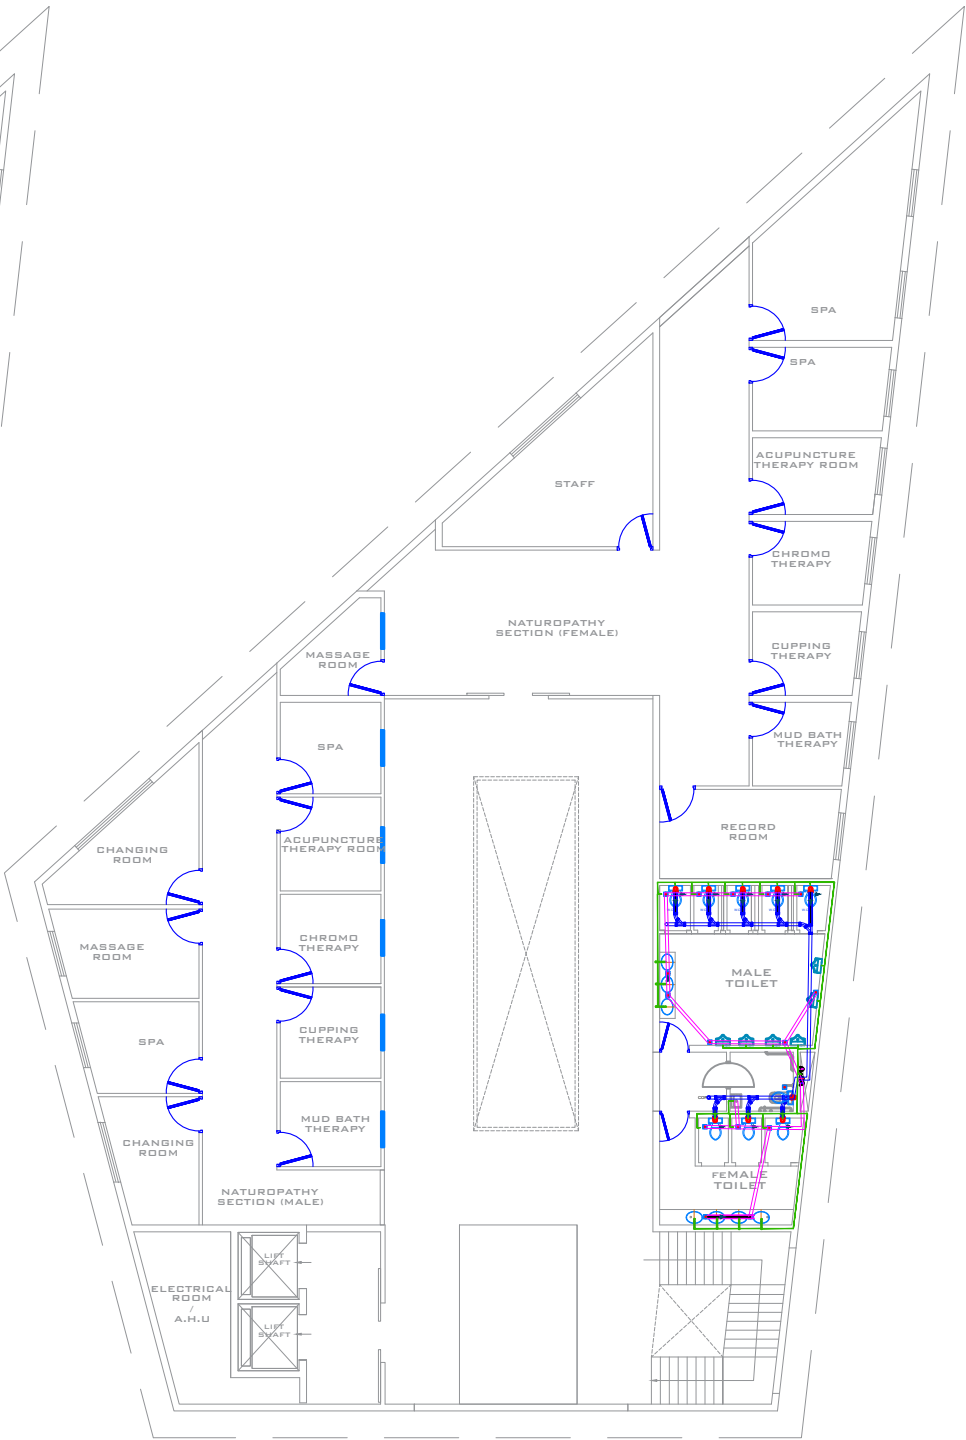 SPA
SPA
ACUPUNCTURE
THERAPY ROOM
STAFF
CHROMO
THERAPY
NATUROPATHY
SECTION (FEMALE)
MASSAGE
ROOM
CUPPING
THERAPY
MUD BATH
THERAPY
SPA
RECORD
ROOM
ACUPUNCTURE
THERAPY ROOM
CHANGING
ROOM
CHROMO
THERAPY
MASSAGE
ROOM
MALE
TOILET
CUPPING
THERAPY
SPA
MUD BATH
THERAPY
CHANGING
ROOM
FEMALE
TOILET
NATUROPATHY
SECTION (MALE)
LIFT
SHAFT
ELECTRICAL
ROOM
/
A.H.U
LIFT
SHAFT